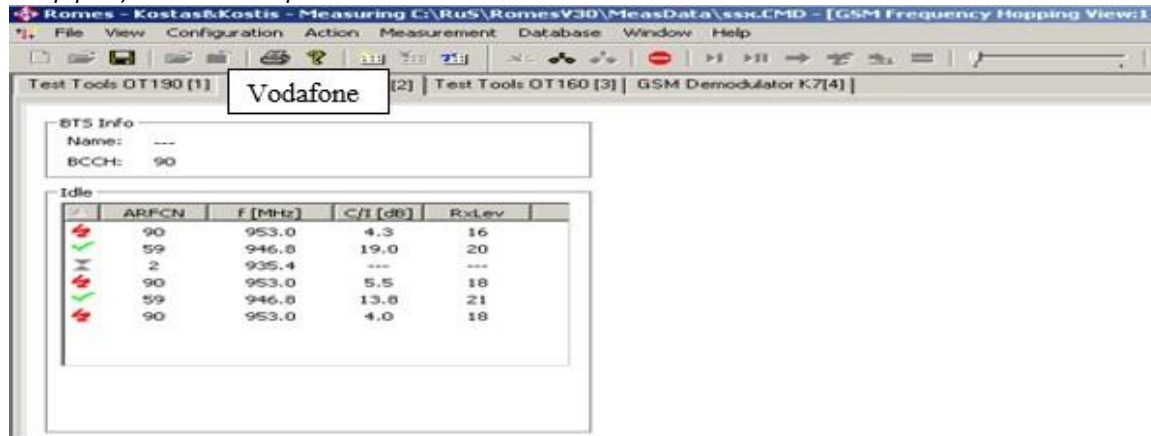 Romes - Kostas&Kostis - Measuring C:\RuS\RomesV30\MeasData\ssx.CMD - [GSM Frequency Hopping View:1
File View Configuration Action Measurement Database Window Help
Test Tools OT190 [1] Vodafone [2] Test Tools OT160 [3] GSM Demodulator K7[4]
BTS Info
Name: ---
BCCH: 90
Idle
ARFCN F [MHz] C/I [dB] RxLev
90 953.0 4.3 16
59 946.8 19.0 20
2 935.4 --- ---
90 953.0 5.5 18
59 946.8 13.8 21
90 953.0 4.0 18